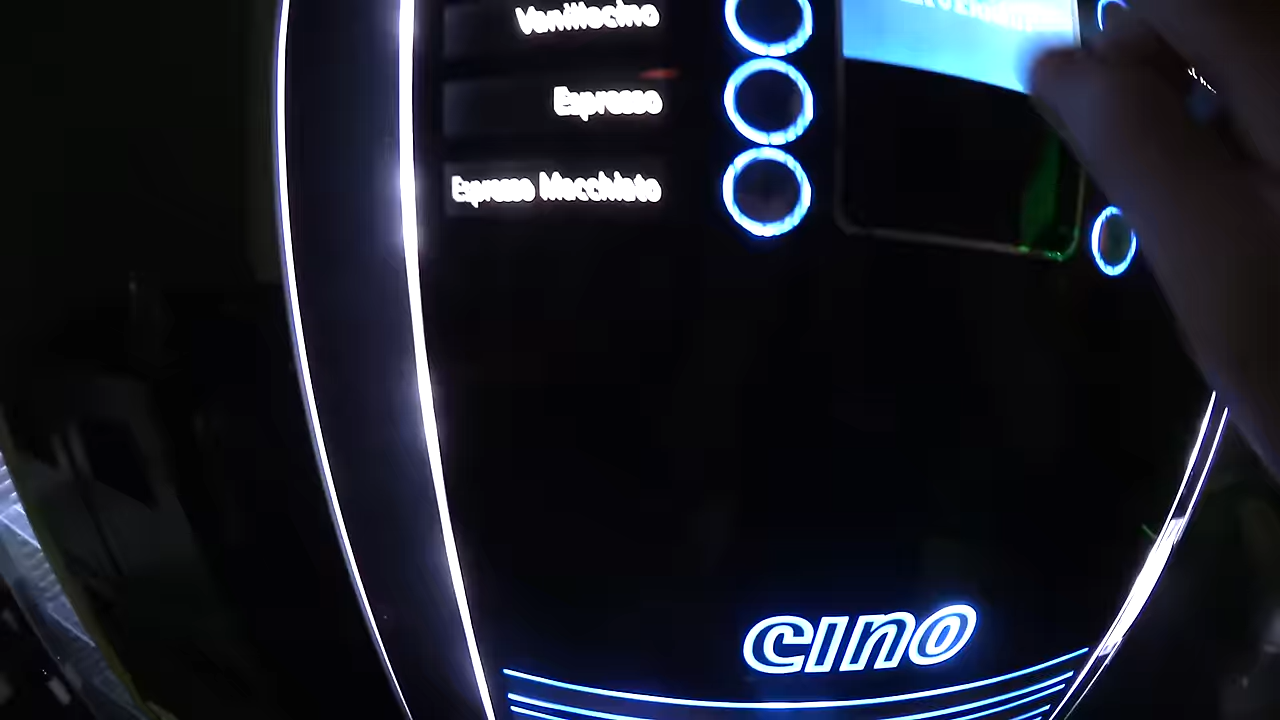 Vanillecino
Espresso
Espresso Macchiato
cino